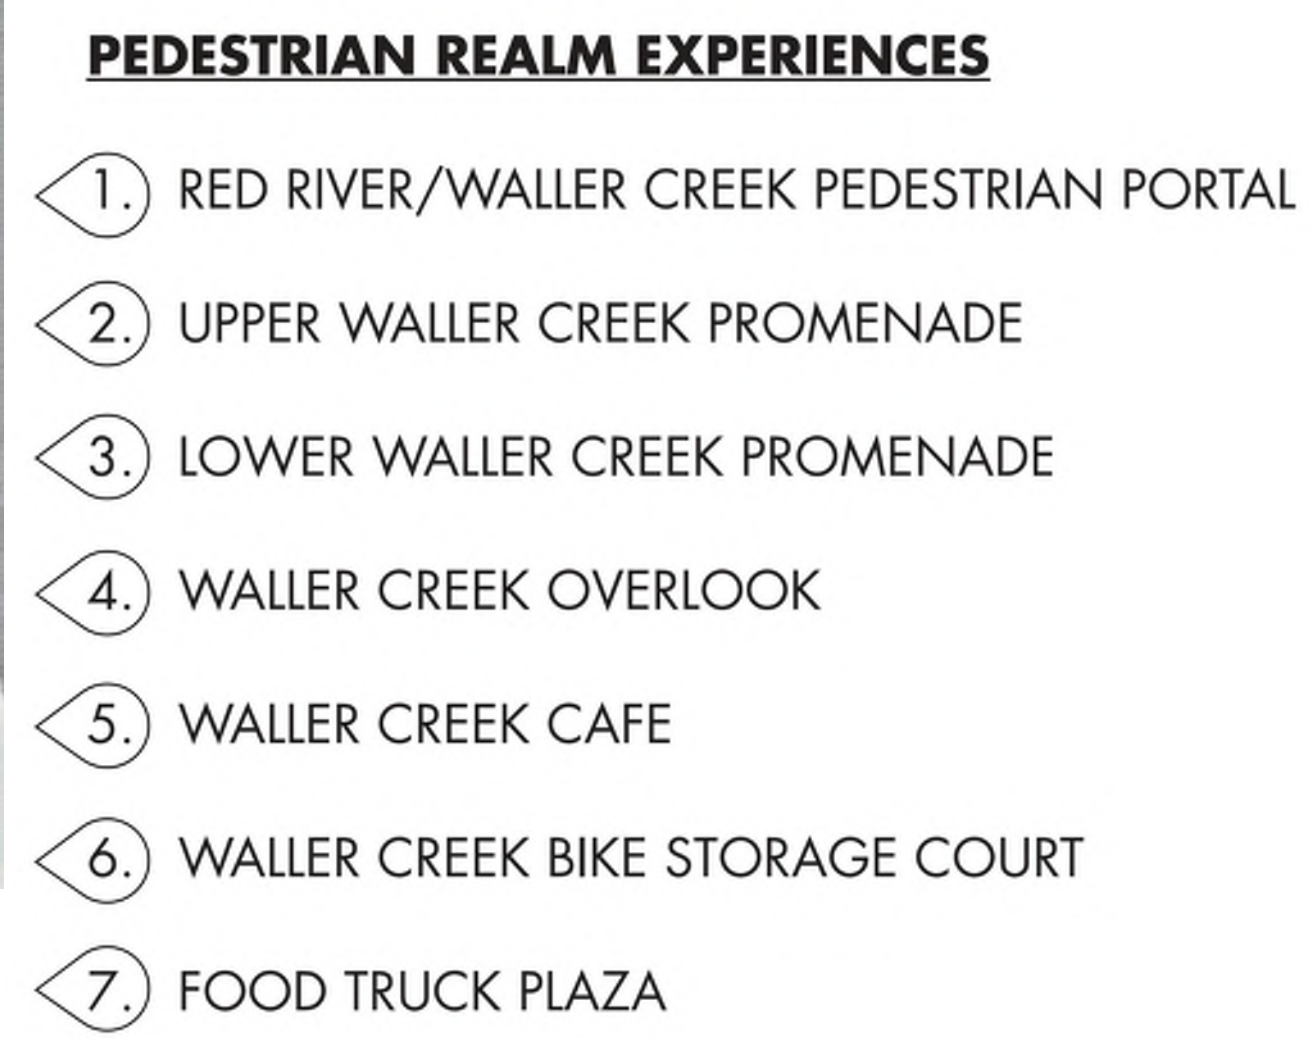 PEDESTRIAN REALM EXPERIENCES
1. RED RIVER/WALLER CREEK PEDESTRIAN PORTAL
2. UPPER WALLER CREEK PROMENADE
3. LOWER WALLER CREEK PROMENADE
4. WALLER CREEK OVERLOOK
5. WALLER CREEK CAFE
6. WALLER CREEK BIKE STORAGE COURT
7. FOOD TRUCK PLAZA